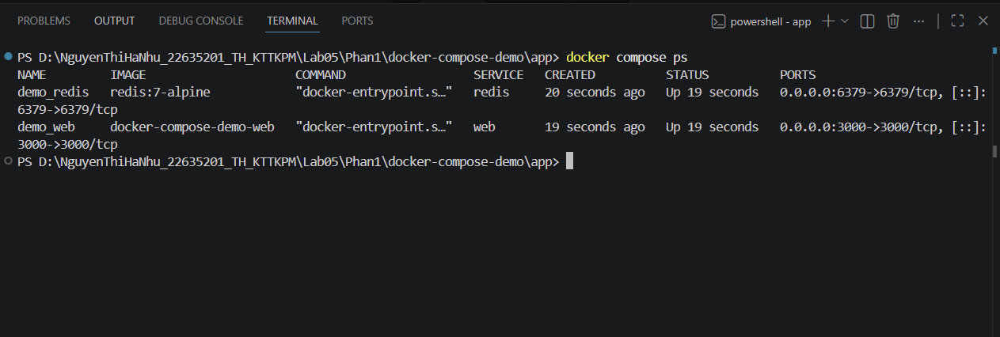 PROBLEMS OUTPUT DEBUG CONSOLE TERMINAL PORTS powershell - app
PS D:\NguyenThiHaNhu_22635201_TH_KTTKPM\Lab05\Phan1\docker-compose-demo\app> docker compose ps
NAME IMAGE COMMAND SERVICE CREATED STATUS PORTS
demo_redis redis:7-alpine "docker-entrypoint.s…" redis 20 seconds ago Up 19 seconds 0.0.0.0:6379->6379/tcp, [::]:
6379->6379/tcp
demo_web docker-compose-demo-web "docker-entrypoint.s…" web 19 seconds ago Up 19 seconds 0.0.0.0:3000->3000/tcp, [::]:
3000->3000/tcp
PS D:\NguyenThiHaNhu_22635201_TH_KTTKPM\Lab05\Phan1\docker-compose-demo\app>